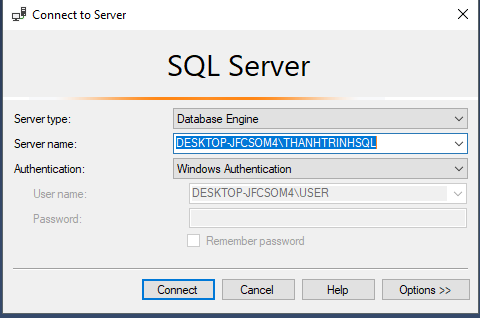 Connect to Server
SQL Server
Server type: Database Engine
Server name: DESKTOP-JFCSOM4\THANHTRINHSQL
Authentication: Windows Authentication
User name: DESKTOP-JFCSOM4\USER
Password:
Remember password
Connect Cancel Help Options >>